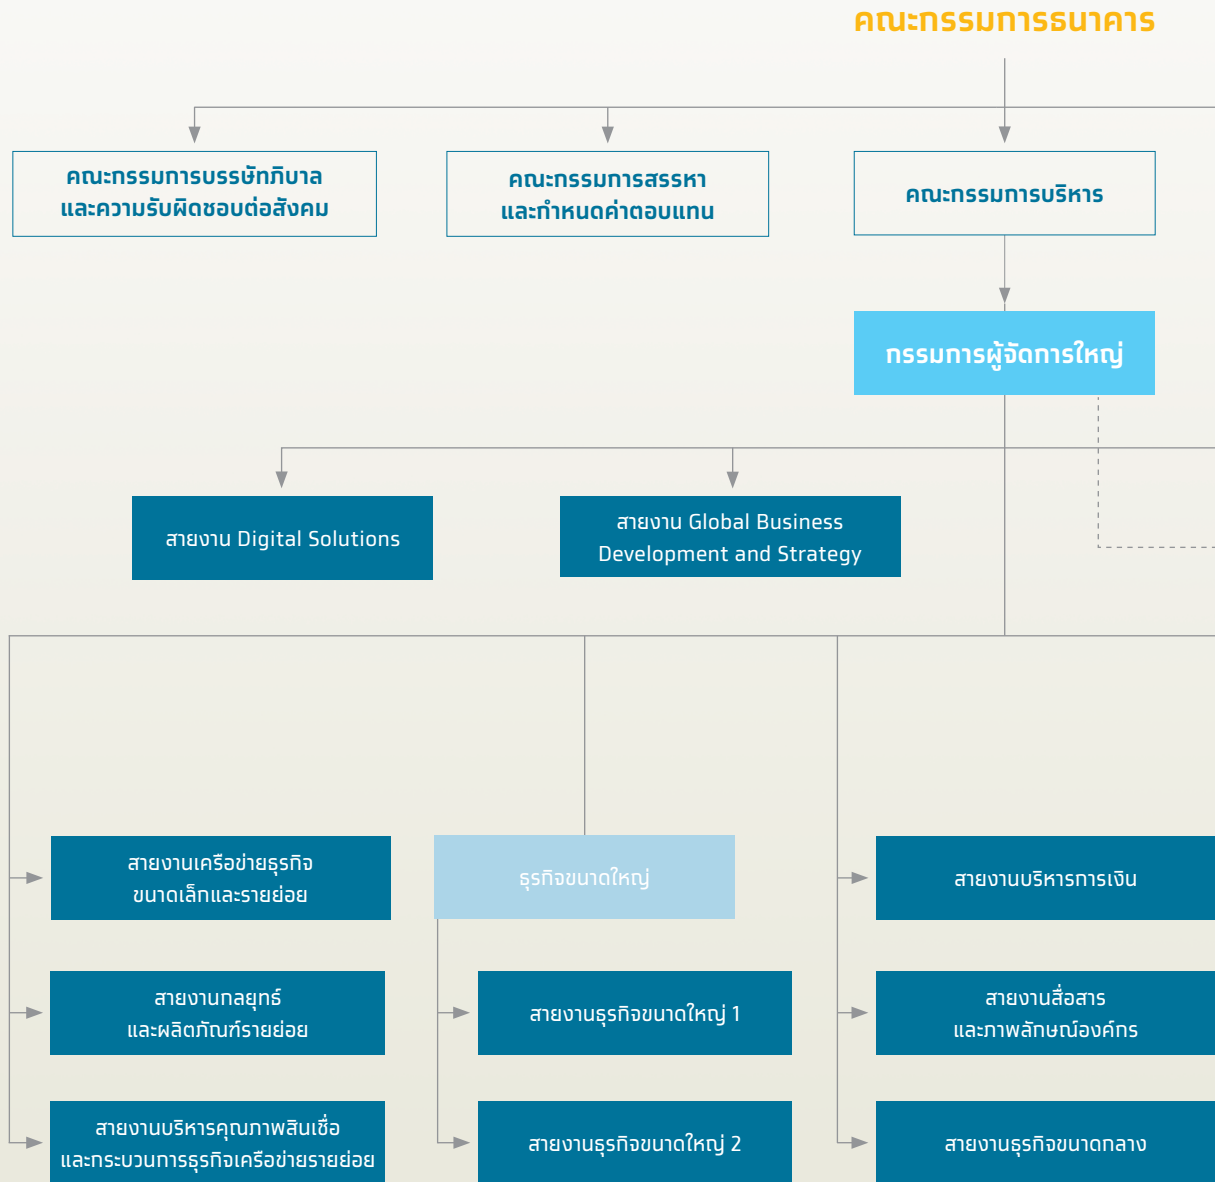 คณะกรรมการธนาคาร
คณะกรรมการบรรษัทภิบาล
และความรับผิดชอบต่อสังคม
คณะกรรมการสรรหา
และกำหนดค่าตอบแทน
คณะกรรมการบริหาร
กรรมการผู้จัดการใหญ่
สายงาน Digital Solutions
สายงาน Global Business
Development and Strategy
สายงานเครือข่ายธุรกิจ
ขนาดเล็กและรายย่อย
ธุรกิจขนาดใหญ่
สายงานบริหารการเงิน
สายงานกลยุทธ์
และผลิตภัณฑ์รายย่อย
สายงานธุรกิจขนาดใหญ่ 1
สายงานสื่อสาร
และภาพลักษณ์องค์กร
สายงานบริหารคุณภาพสินเชื่อ
และกระบวนการธุรกิจเครือข่ายรายย่อย
สายงานธุรกิจขนาดใหญ่ 2
สายงานธุรกิจขนาดกลาง